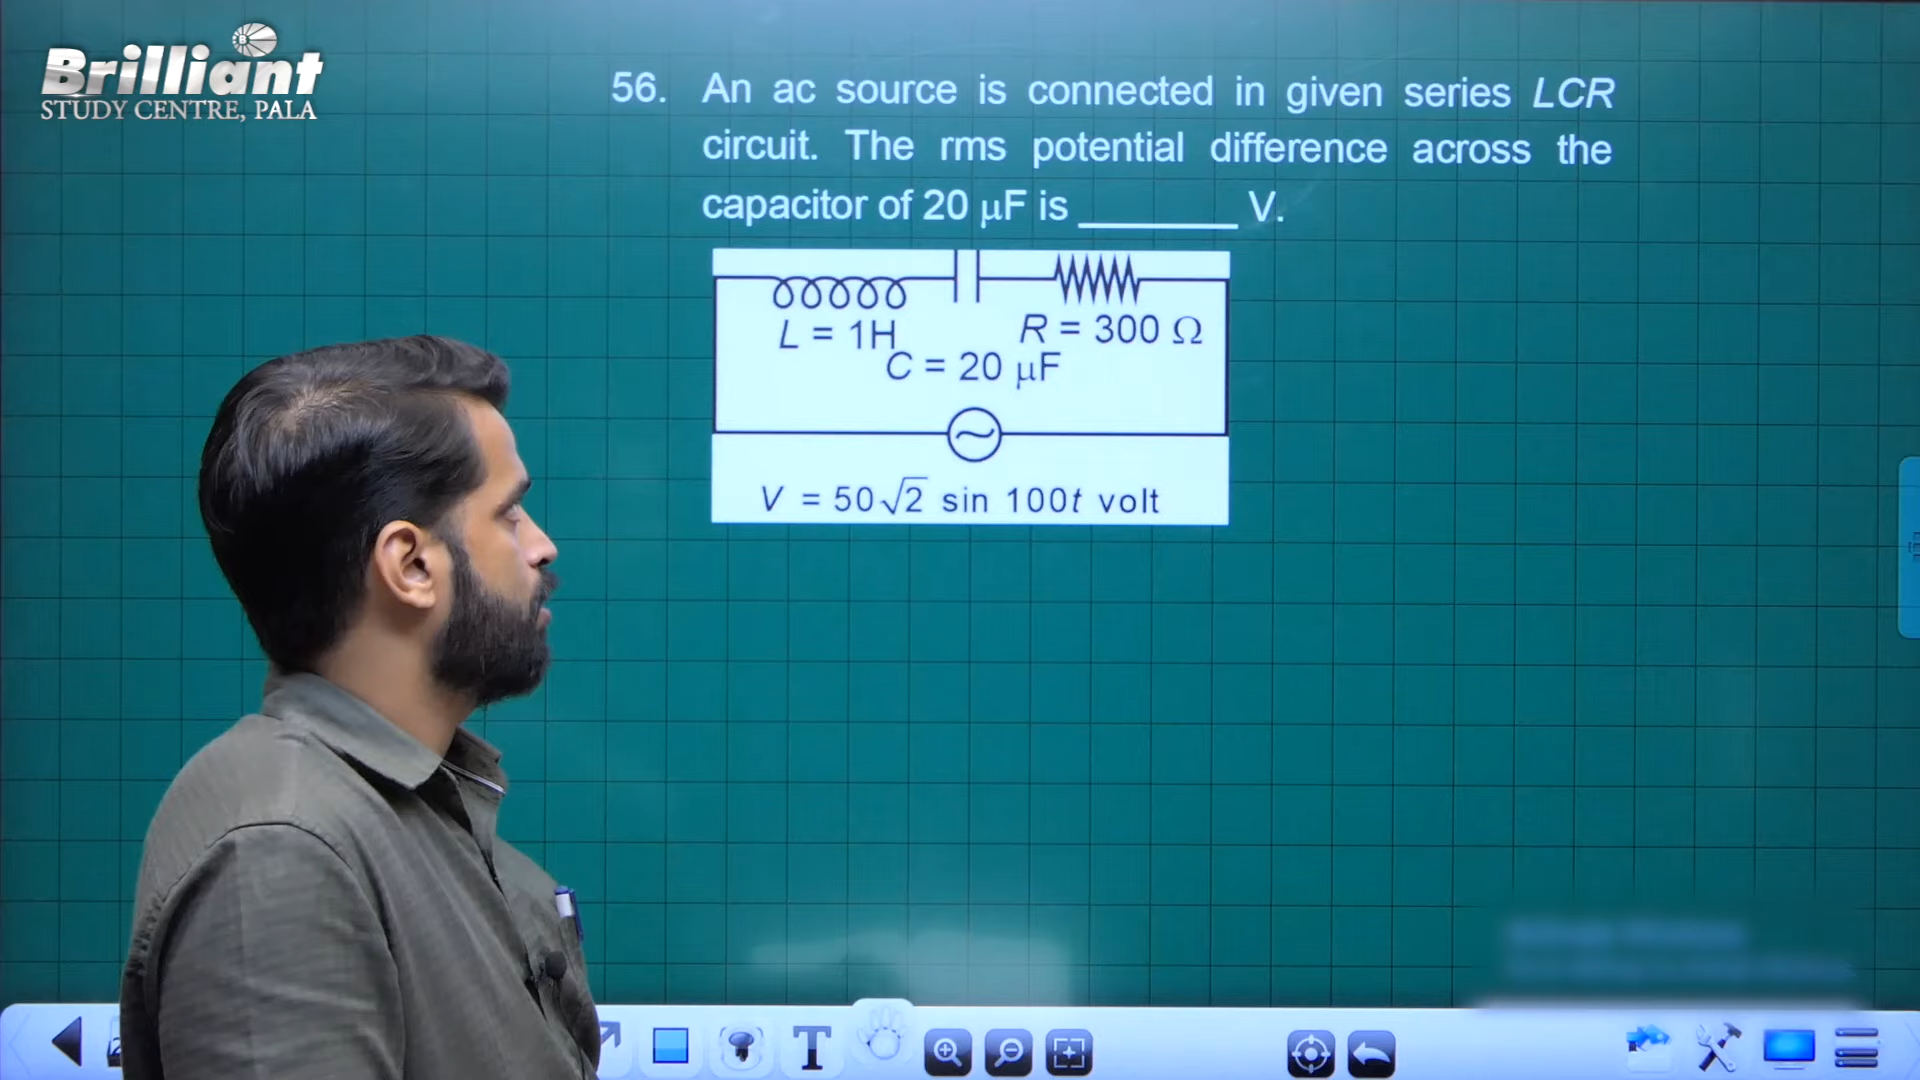 Brilliant
STUDY CENTRE, PALA
56. An ac source is connected in given series LCR
circuit. The rms potential difference across the
capacitor of 20 μF is ________ V.
L = 1H
R = 300 Ω
C = 20 μF
V = 50√2 sin 100t volt
T